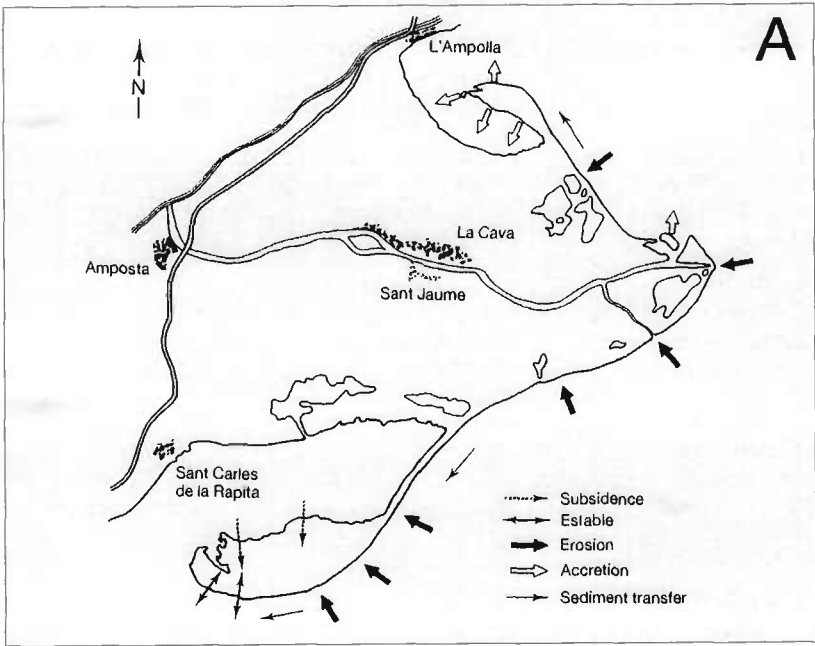 A
L'Ampolla
N
La Cava
Amposta
Sant Jaume
Sant Carles
de la Rapita
Subsidence
Estable
Erosion
Accretion
Sediment transfer